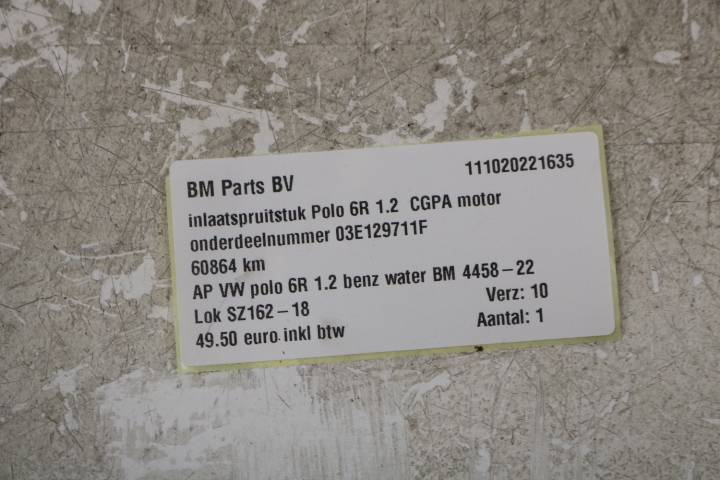 BM Parts BV 111020221635
inlaatspruitstuk Polo 6R 1.2 CGPA motor
onderdeelnummer 03E129711F
60864 km
AP VW polo 6R 1.2 benz water BM 4458-22
Lok SZ162-18 Verz: 10
49.50 euro inkl btw Aantal: 1